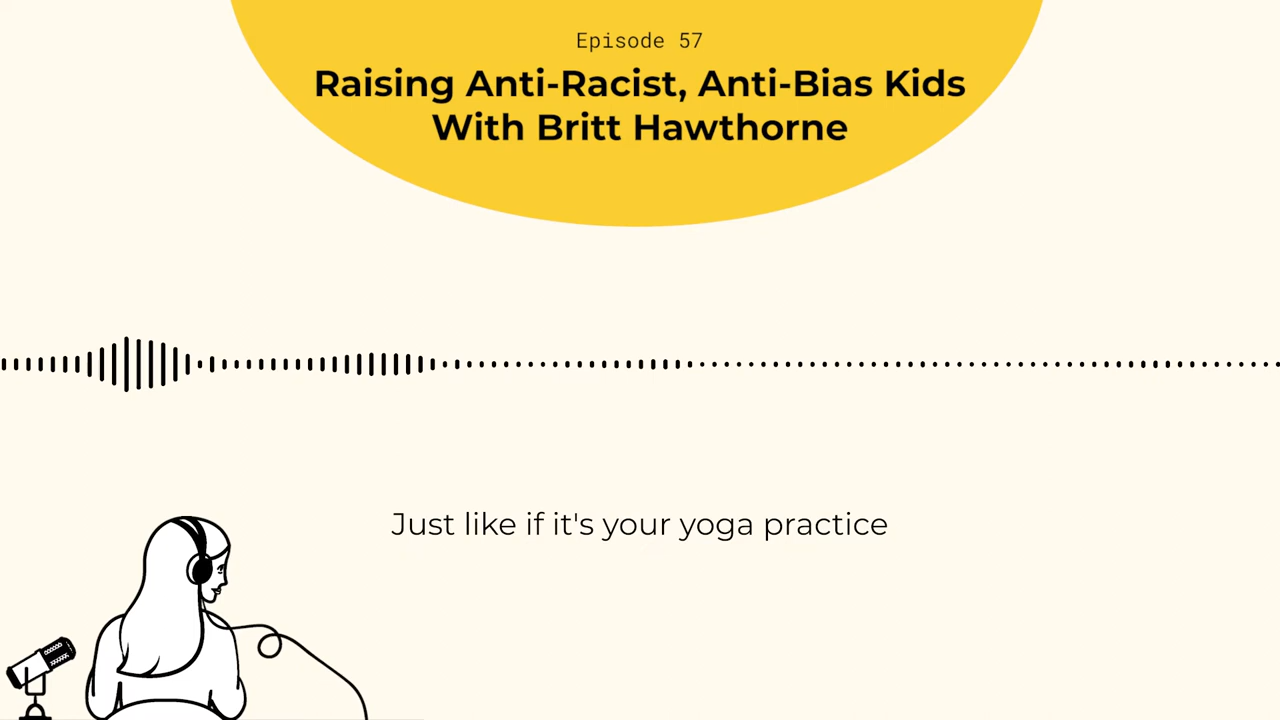 Episode 57
Raising Anti-Racist, Anti-Bias Kids
With Britt Hawthorne
Just like if it's your yoga practice